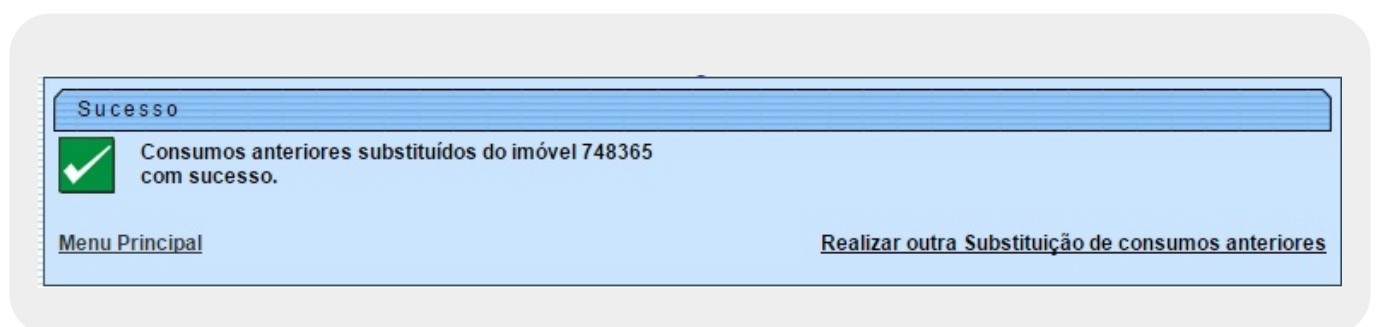 Sucesso
Consumos anteriores substituídos do imóvel 748365
com sucesso.
Menu Principal
Realizar outra Substituição de consumos anteriores